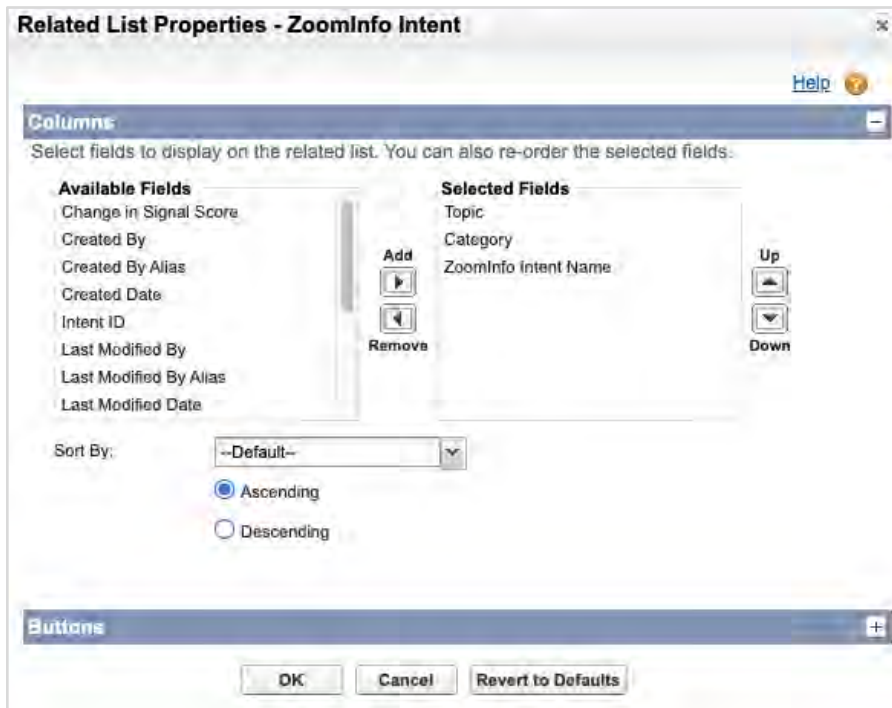 Related List Properties - ZoomInfo Intent
Help
Columns
Select fields to display on the related list. You can also re-order the selected fields.
Available Fields
Change in Signal Score
Created By
Created By Alias
Created Date
Intent ID
Last Modified By
Last Modified By Alias
Last Modified Date
Add
Remove
Selected Fields
Topic
Category
ZoomInfo Intent Name
Up
Down
Sort By:
--Default--
Ascending
Descending
Buttons
OK
Cancel
Revert to Defaults